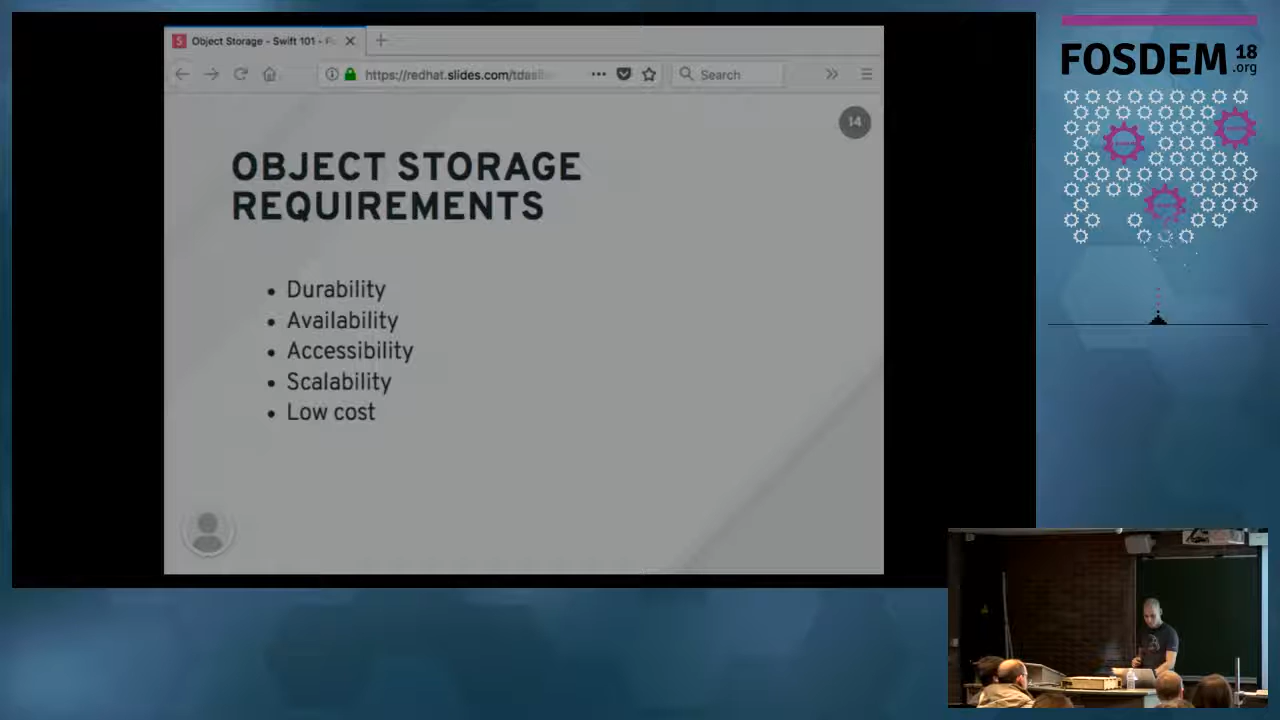 Object Storage - Swift 101 -
https://redhat.slides.com/tdasil
Search
14
OBJECT STORAGE
REQUIREMENTS
Durability
Availability
Accessibility
Scalability
Low cost
FOSDEM 18
.org